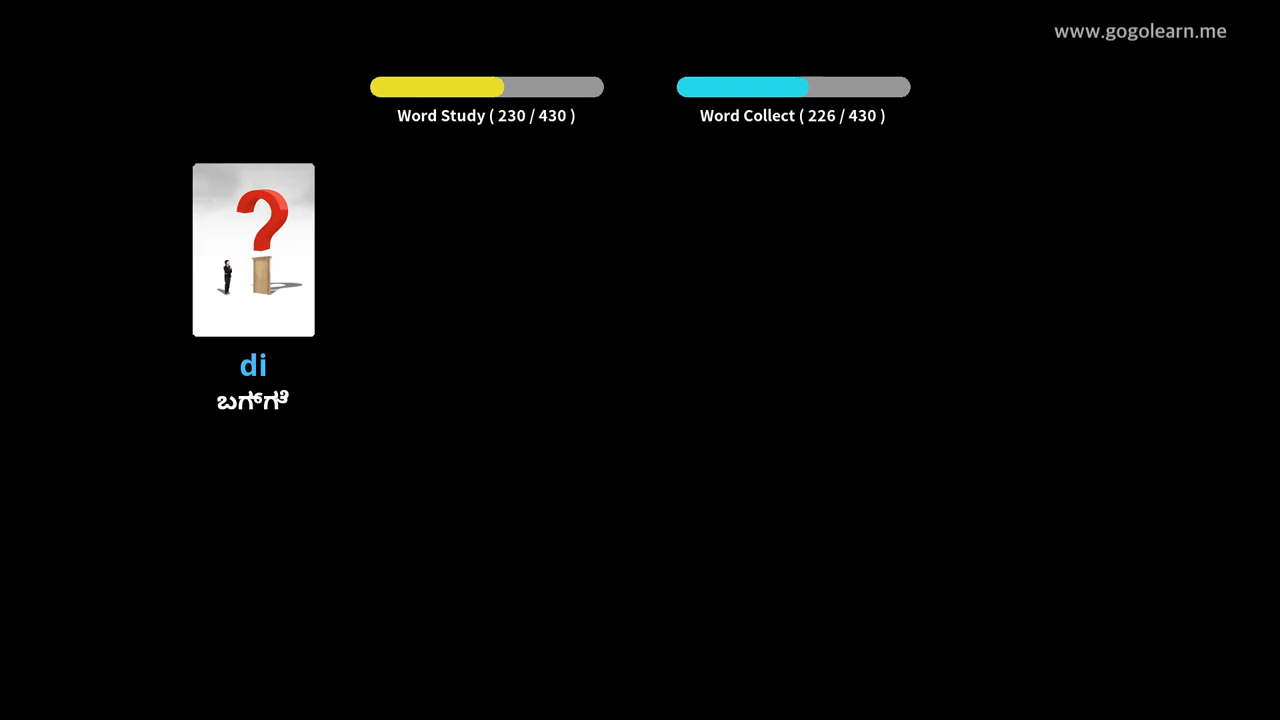 www.gogolearn.me
Word Study ( 230 / 430 )
Word Collect ( 226 / 430 )
?
di
ಬಗ್‌ಗೆ